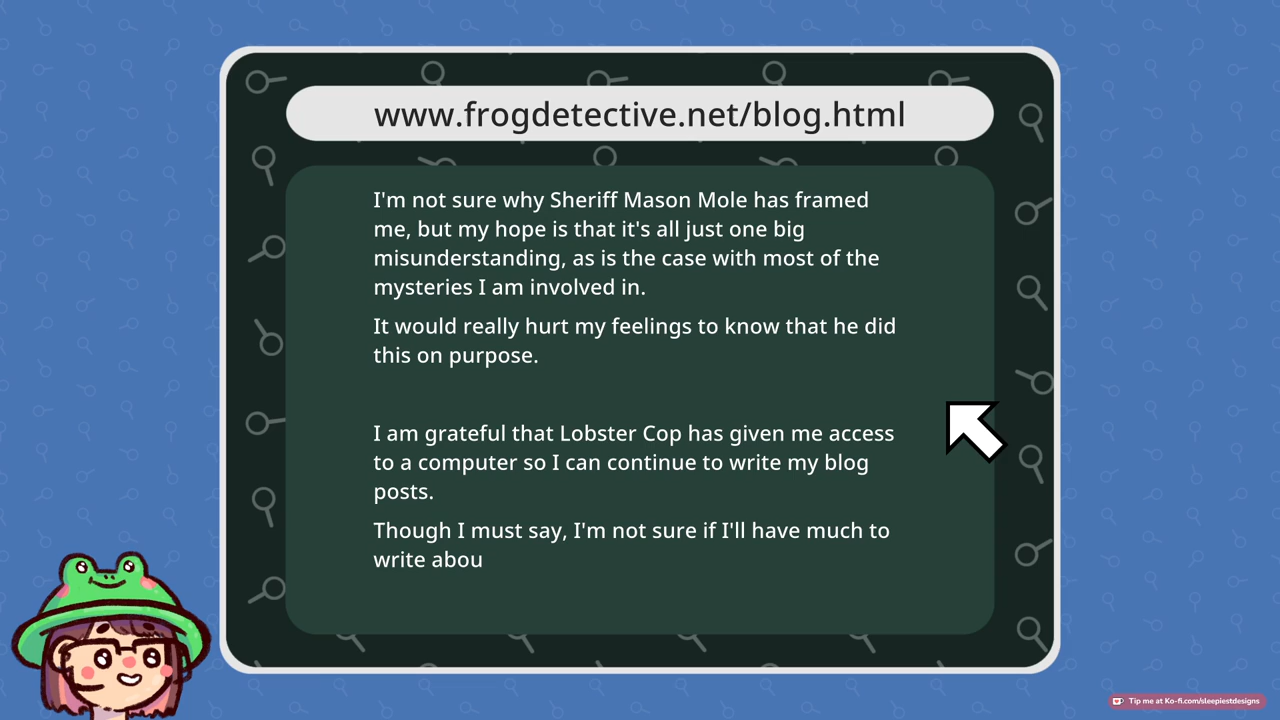 www.frogdetective.net/blog.html
I'm not sure why Sheriff Mason Mole has framed
me, but my hope is that it's all just one big
misunderstanding, as is the case with most of the
mysteries I am involved in.
It would really hurt my feelings to know that he did
this on purpose.
I am grateful that Lobster Cop has given me access
to a computer so I can continue to write my blog
posts.
Though I must say, I'm not sure if I'll have much to
write abou
Tip me at Ko-fi.com/sleepiestdesigns